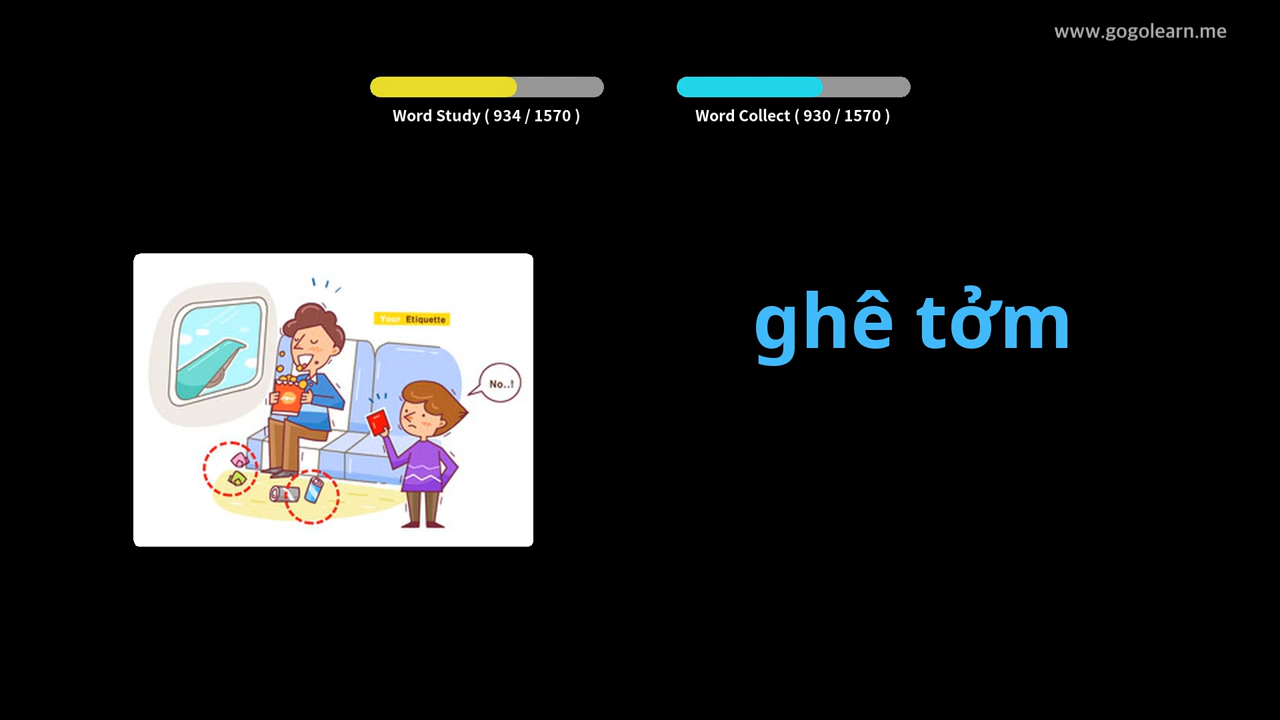 www.gogolearn.me
Word Study ( 934 / 1570 )
Word Collect ( 930 / 1570 )
ghê tởm
Your Etiquette
No..!